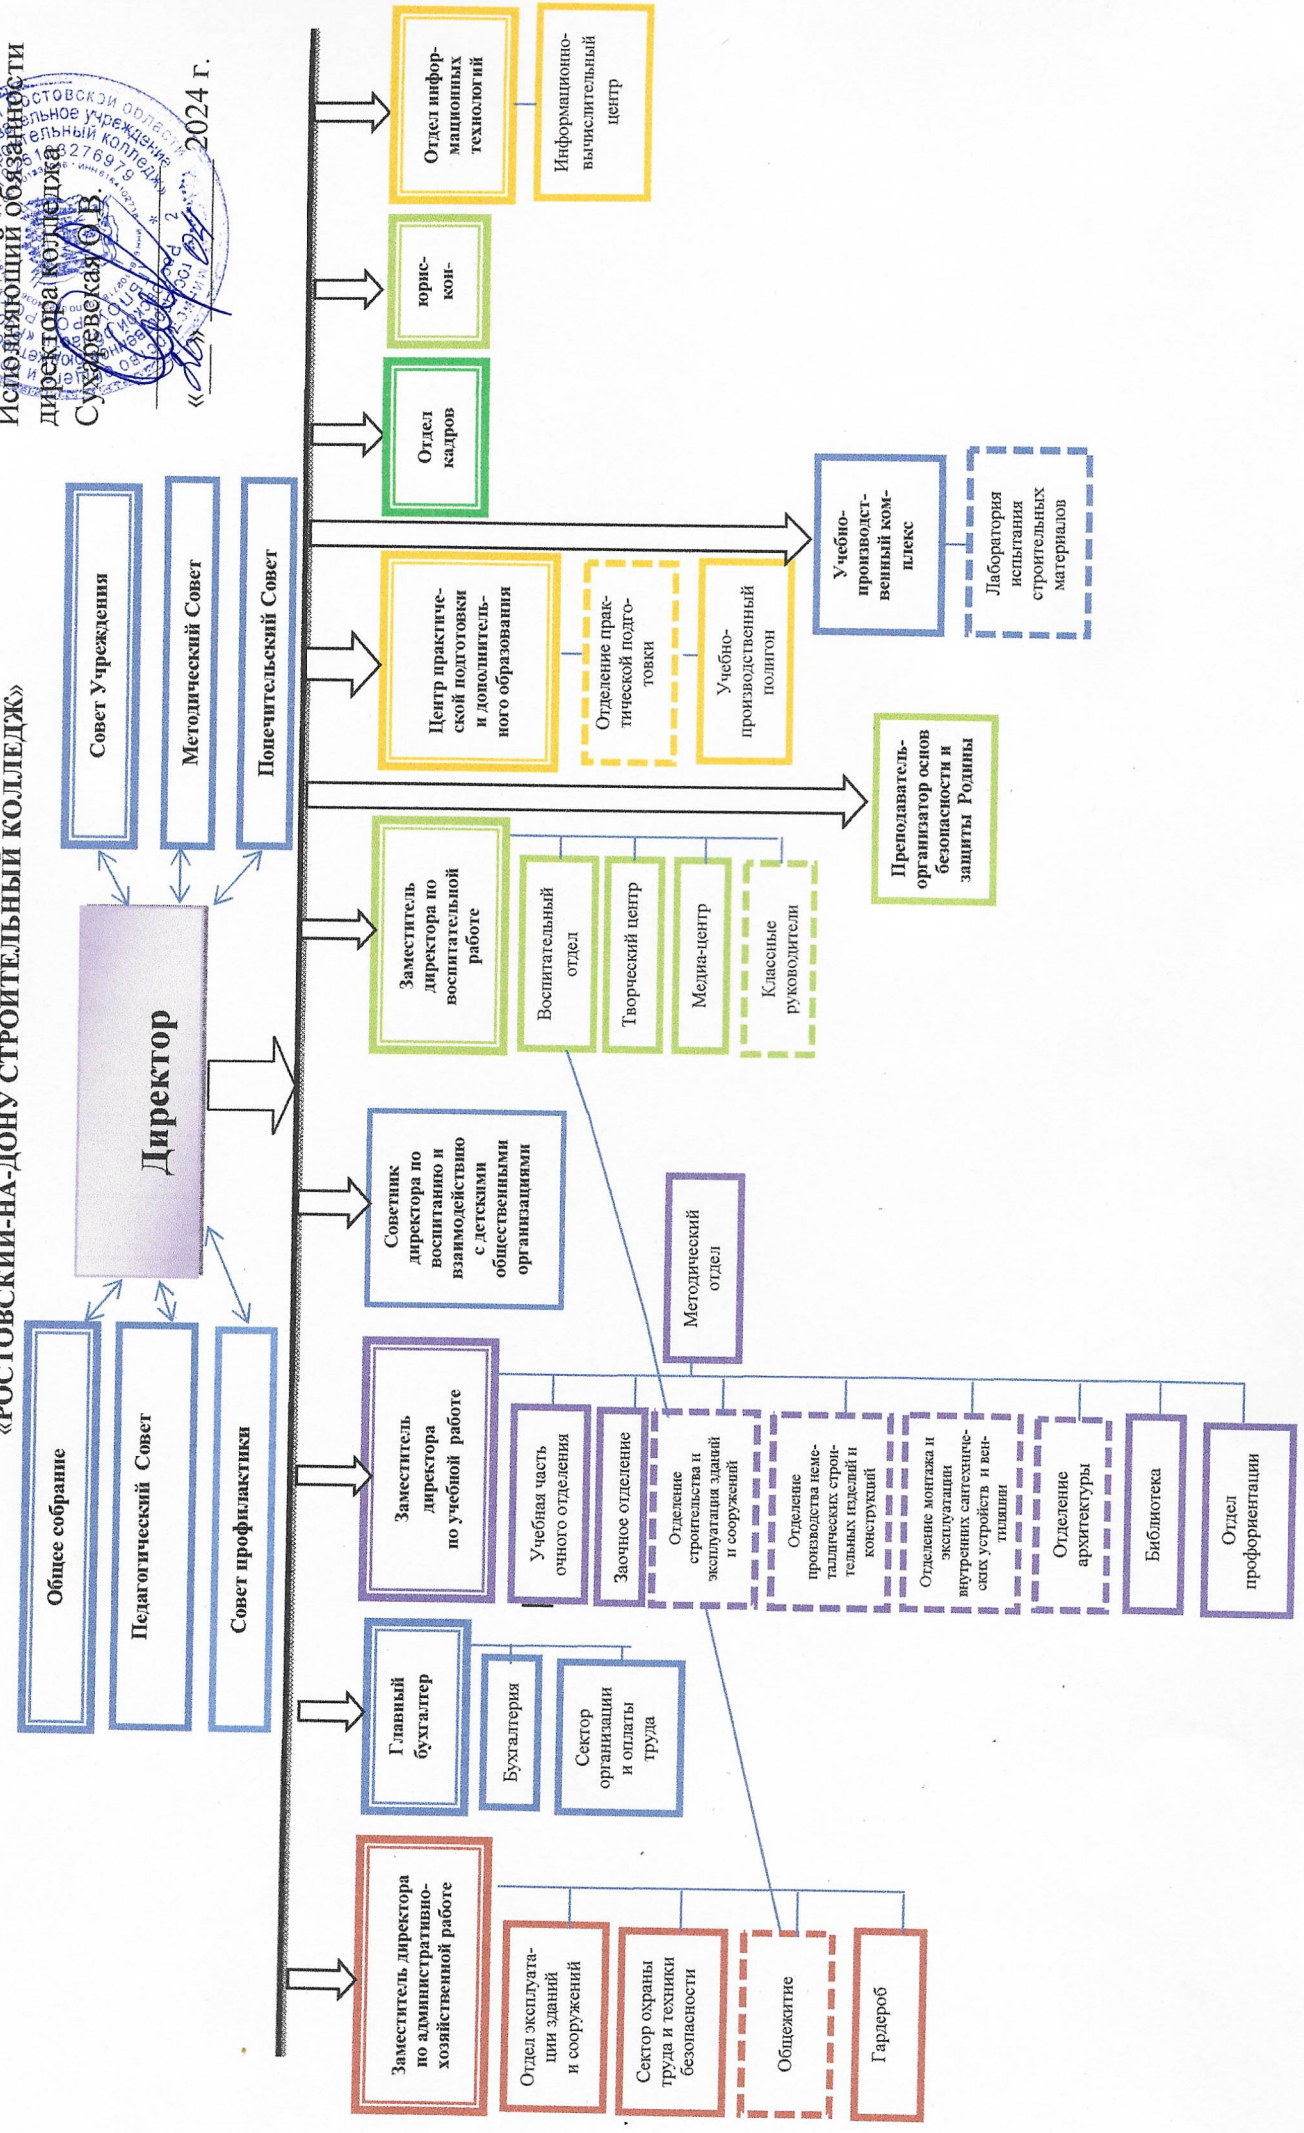 «РОСТОВСКИЙ-НА-ДОНУ СТРОИТЕЛЬНЫЙ КОЛЛЕДЖ»
Исполняющий обязанности
директора колледжа
Сухаревская О.В.
«26» 04 2024 г.
Общее собрание
Педагогический Совет
Совет профилактики
Директор
Совет Учреждения
Методический Совет
Попечительский Совет
Заместитель директора
по административно-
хозяйственной работе
Отдел эксплуата-
ции зданий
и сооружений
Сектор охраны
труда и техники
безопасности
Общежитие
Гардероб
Главный
бухгалтер
Бухгалтерия
Сектор
организации
и оплаты
труда
Заместитель
директора
по учебной работе
Учебная часть
очного отделения
Заочное отделение
Отделение
строительства и
эксплуатация зданий
и сооружений
Отделение
производства неме-
таллических строи-
тельных изделий и
конструкций
Отделение монтажа и
эксплуатации
внутренних сантехниче-
ских устройств и вен-
тиляции
Отделение
архитектуры
Библиотека
Отдел
профориентации
Методический
отдел
Советник
директора по
воспитанию и
взаимодействию
с детскими
общественными
организациями
Заместитель
директора по
воспитательной
работе
Воспитательный
отдел
Творческий центр
Медиа-центр
Классные
руководители
Преподаватель-
организатор основ
безопасности и
защиты Родины
Центр практиче-
ской подготовки
и дополнитель-
ного образования
Отделение прак-
тической подго-
товки
Учебно-
производственный
полигон
Учебно-
производст-
венный ком-
плекс
Лаборатория
испытания
строительных
материалов
Отдел
кадров
юрис-
кон-
Отдел инфор-
мационных
технологий
Информационно-
вычислительный
центр